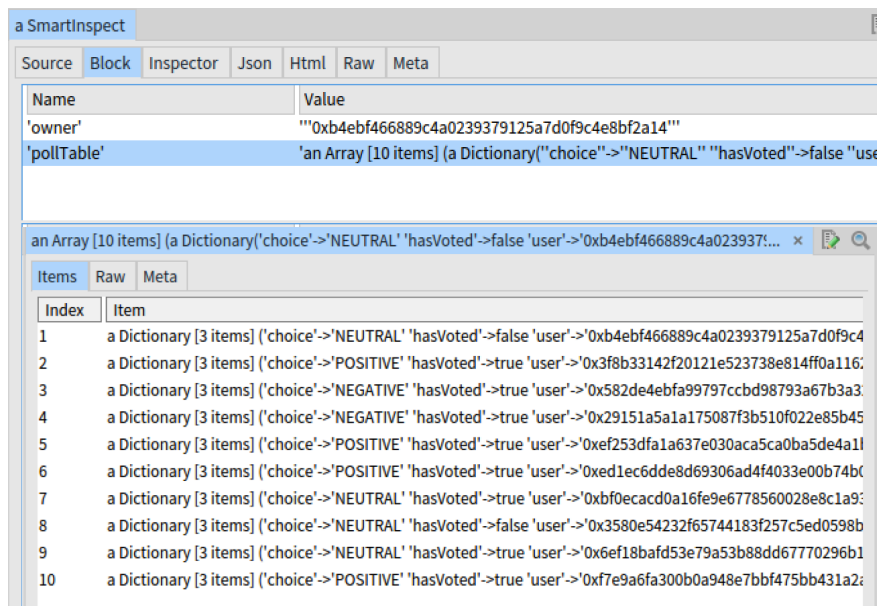 a SmartInspect
Source Block Inspector Json Html Raw Meta
Name Value
'owner' '''0xb4ebf466889c4a0239379125a7d0f9c4e8bf2a14'''
'pollTable' 'an Array [10 items] (a Dictionary(''choice''->''NEUTRAL'' ''hasVoted''->false ''use
an Array [10 items] (a Dictionary('choice'->'NEUTRAL' 'hasVoted'->false 'user'->'0xb4ebf466889c4a0239379... ×
Items Raw Meta
Index Item
1 a Dictionary [3 items] ('choice'->'NEUTRAL' 'hasVoted'->false 'user'->'0xb4ebf466889c4a0239379125a7d0f9c4
2 a Dictionary [3 items] ('choice'->'POSITIVE' 'hasVoted'->true 'user'->'0x3f8b33142f20121e523738e814ff0a1162
3 a Dictionary [3 items] ('choice'->'NEGATIVE' 'hasVoted'->true 'user'->'0x582de4ebfa99797ccbd98793a67b3a3
4 a Dictionary [3 items] ('choice'->'NEGATIVE' 'hasVoted'->true 'user'->'0x29151a5a1a175087f3b510f022e85b45
5 a Dictionary [3 items] ('choice'->'POSITIVE' 'hasVoted'->true 'user'->'0xef253dfa1a637e030aca5ca0ba5de4a1
6 a Dictionary [3 items] ('choice'->'POSITIVE' 'hasVoted'->true 'user'->'0xed1ec6dde8d69306ad4f4033e00b74b0
7 a Dictionary [3 items] ('choice'->'NEUTRAL' 'hasVoted'->true 'user'->'0xbf0ecacd0a16fe9e6778560028e8c1a93
8 a Dictionary [3 items] ('choice'->'NEUTRAL' 'hasVoted'->false 'user'->'0x3580e54232f65744183f257c5ed0598b
9 a Dictionary [3 items] ('choice'->'NEUTRAL' 'hasVoted'->true 'user'->'0x6ef18bafd53e79a53b88dd67770296b1
10 a Dictionary [3 items] ('choice'->'POSITIVE' 'hasVoted'->true 'user'->'0xf7e9a6fa300b0a948e7bbf475bb431a2